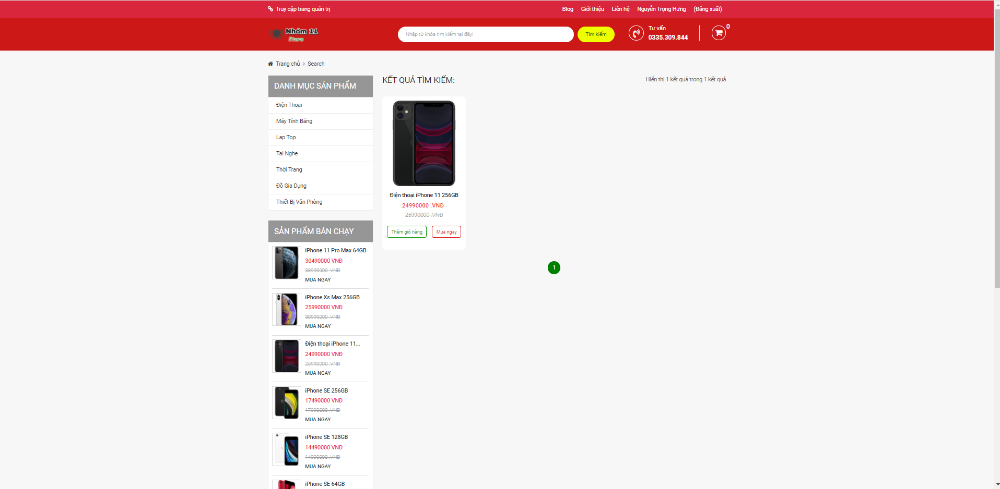 Truy cập trang quản trị
Blog Giới thiệu Liên hệ Nguyễn Trọng Hưng (Đăng xuất)
Nhóm 11
Store
Nhập từ khóa tìm kiếm tại đây!
Tìm kiếm
Tư vấn
0335.309.844
0
Trang chủ > Search
DANH MỤC SẢN PHẨM
Điện Thoại
Máy Tính Bảng
Lap Top
Tai Nghe
Thời Trang
Đồ Gia Dụng
Thiết Bị Văn Phòng
SẢN PHẨM BÁN CHẠY
iPhone 11 Pro Max 64GB
30490000 VNĐ
33990000 .VNĐ
MUA NGAY
iPhone Xs Max 256GB
25990000 VNĐ
30990000 .VNĐ
MUA NGAY
Điện thoại iPhone 11...
24990000 VNĐ
25990000 .VNĐ
MUA NGAY
iPhone SE 256GB
17490000 VNĐ
17990000 .VNĐ
MUA NGAY
iPhone SE 128GB
14490000 VNĐ
14990000 .VNĐ
MUA NGAY
iPhone SE 64GB
KẾT QUẢ TÌM KIẾM:
Hiển thị 1 kết quả trong 1 kết quả
Điện thoại iPhone 11 256GB
24990000 .VNĐ
25990000 .VNĐ
Thêm giỏ hàng
Mua ngay
1